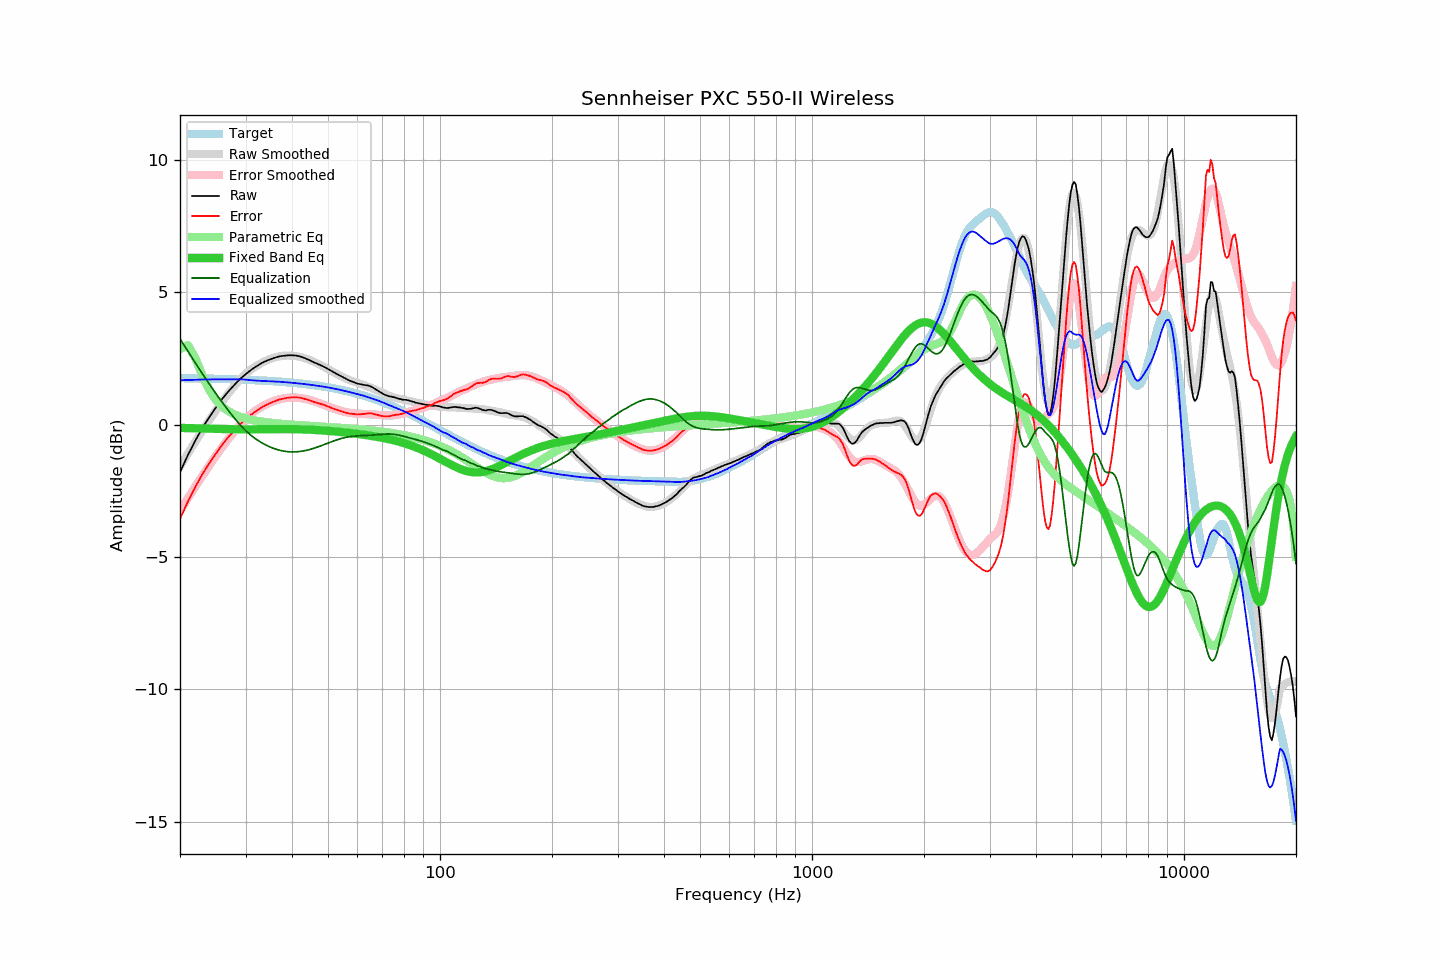 Sennheiser PXC 550-II Wireless
Target
Raw Smoothed
Error Smoothed
Raw
Error
Parametric Eq
Fixed Band Eq
Equalization
Equalized smoothed
10
5
0
−5
−10
−15
Amplitude (dBr)
100
1000
10000
Frequency (Hz)